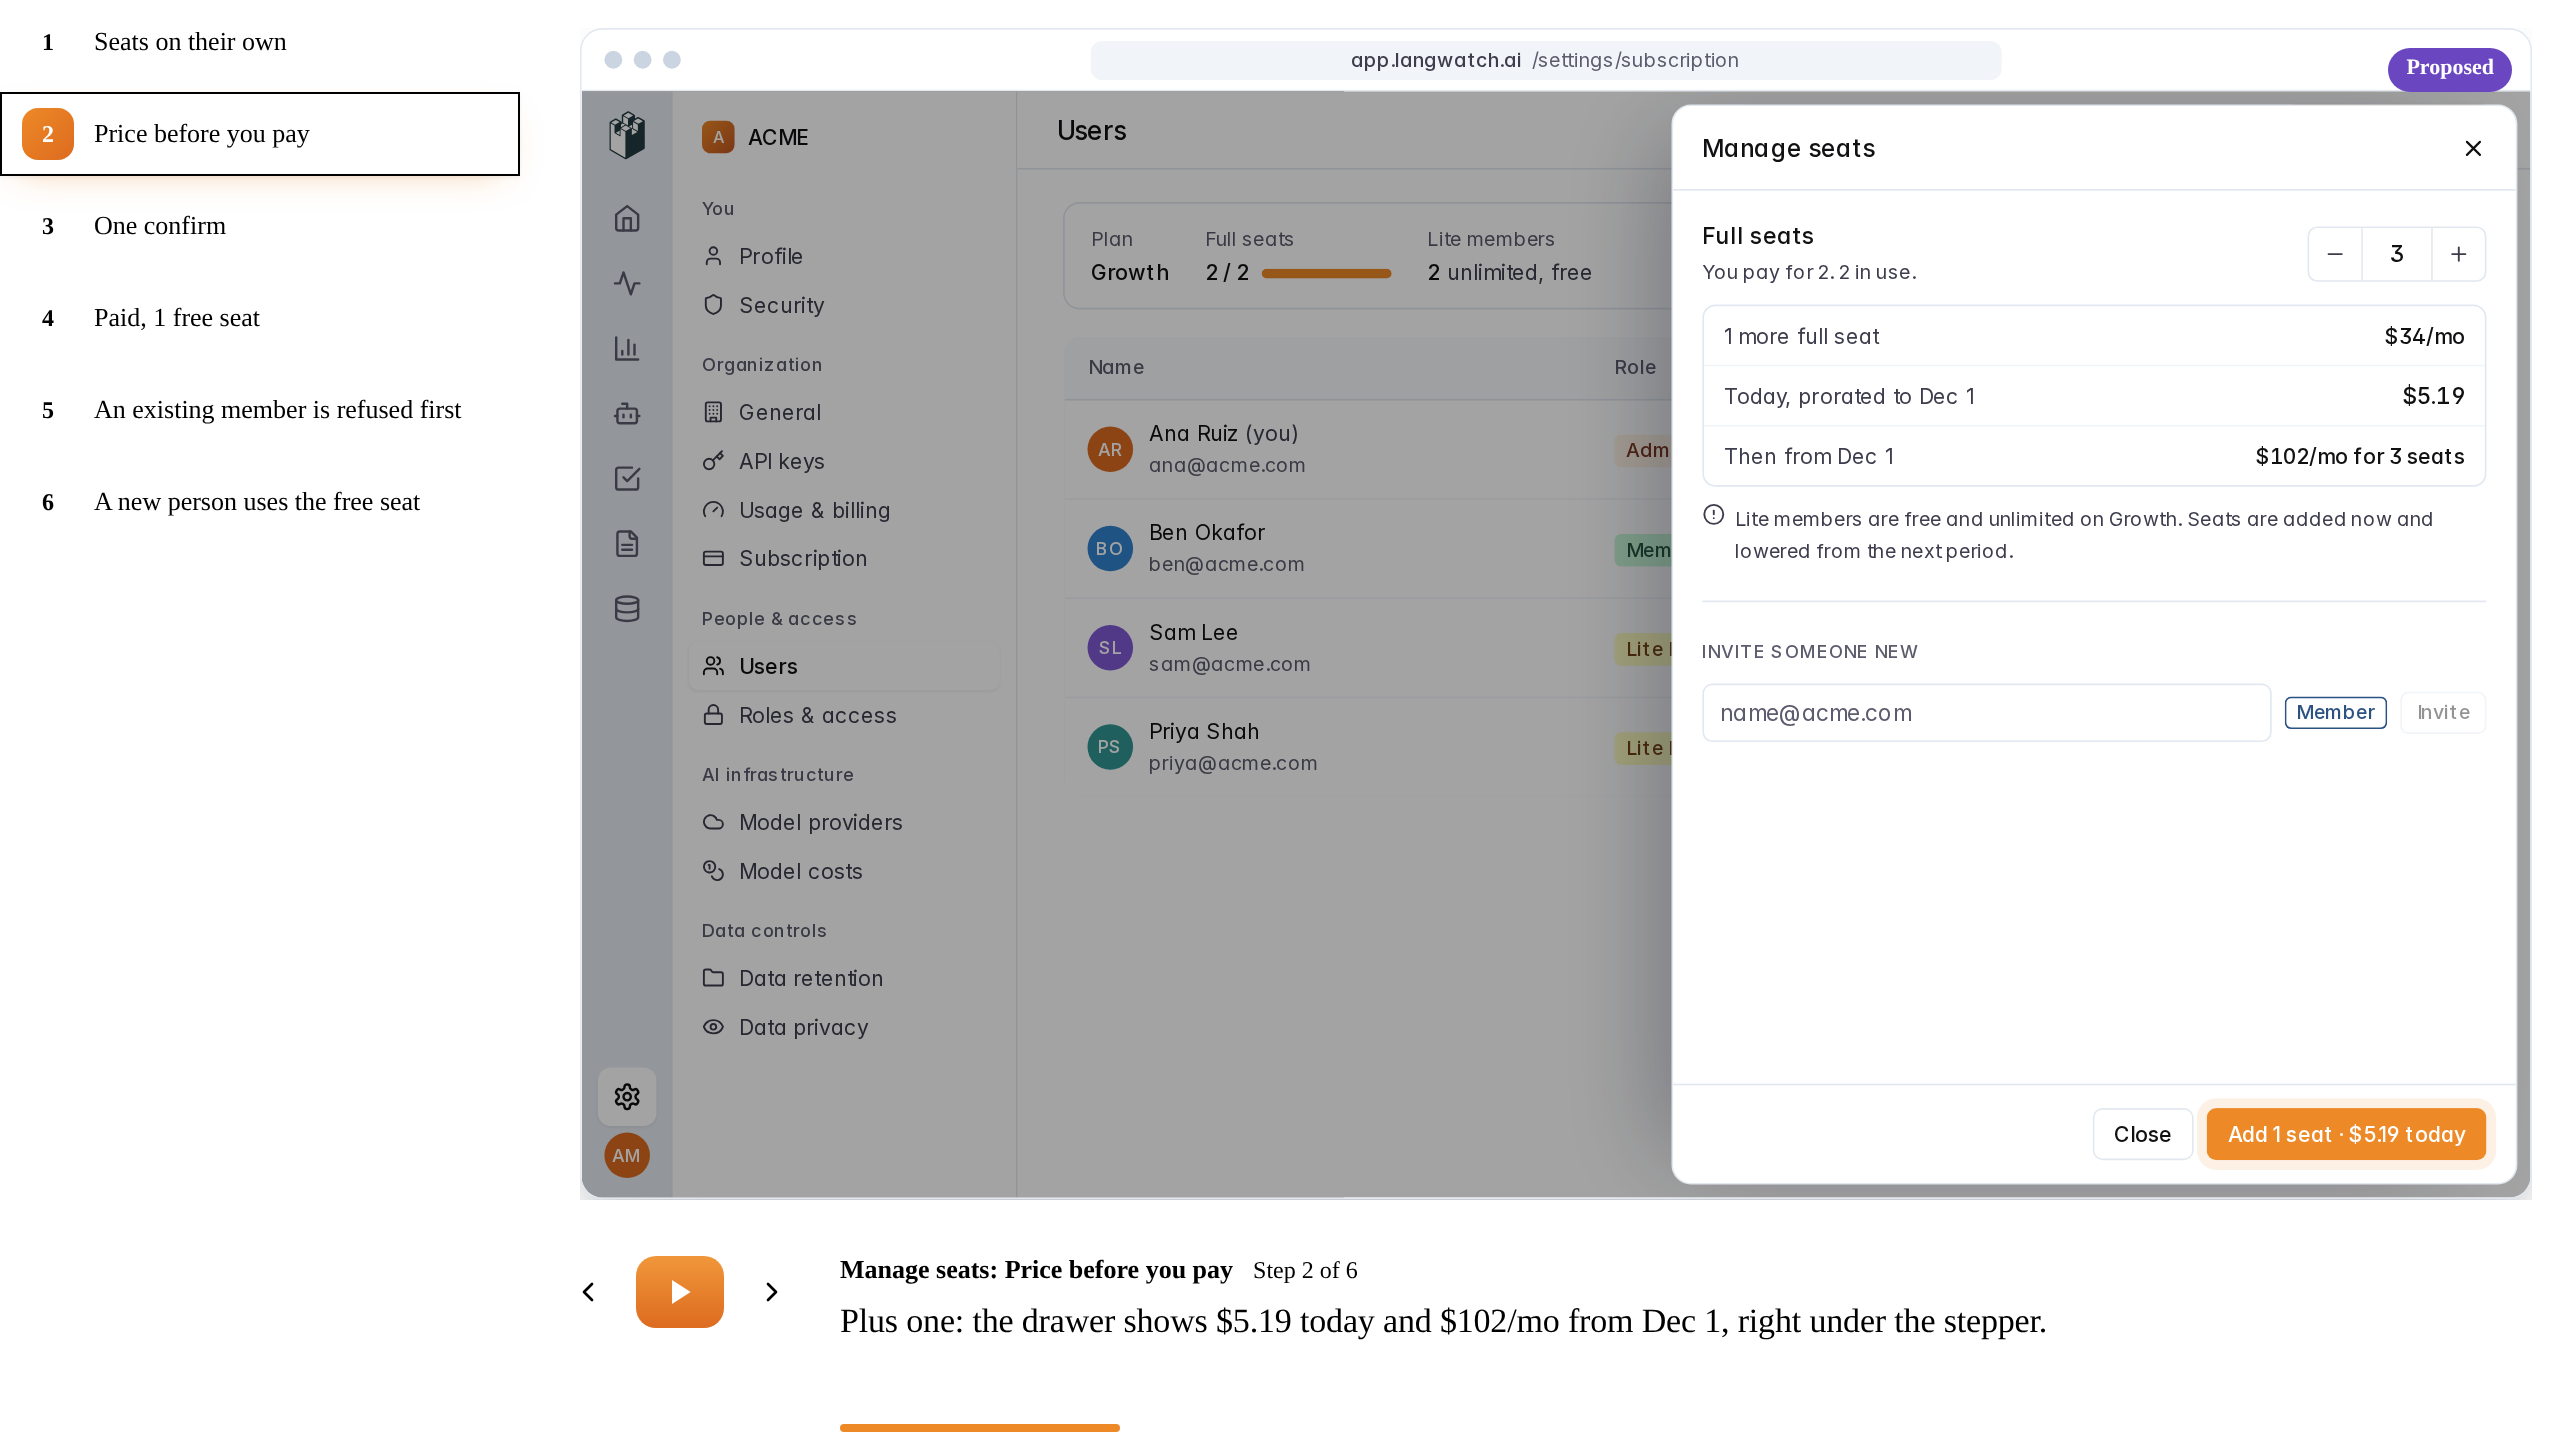 1 Seats on their own
2 Price before you pay
3 One confirm
4 Paid, 1 free seat
5 An existing member is refused first
6 A new person uses the free seat
app.langwatch.ai /settings/subscription
Proposed
A ACME
You
Profile
Security
Organization
General
API keys
Usage & billing
Subscription
People & access
Users
Roles & access
AI infrastructure
Model providers
Model costs
Data controls
Data retention
Data privacy
AM
Users
Plan Full seats Lite members
Growth 2 / 2 2 unlimited, free
Name Role
AR Ana Ruiz (you) Adm
ana@acme.com
BO Ben Okafor Mem
ben@acme.com
SL Sam Lee Lite
sam@acme.com
PS Priya Shah Lite
priya@acme.com
Manage seats
Full seats
You pay for 2. 2 in use.
3
1 more full seat $34/mo
Today, prorated to Dec 1 $5.19
Then from Dec 1 $102/mo for 3 seats
Lite members are free and unlimited on Growth. Seats are added now and
lowered from the next period.
INVITE SOMEONE NEW
name@acme.com Member Invite
Close Add 1 seat · $5.19 today
Manage seats: Price before you pay Step 2 of 6
Plus one: the drawer shows $5.19 today and $102/mo from Dec 1, right under the stepper.